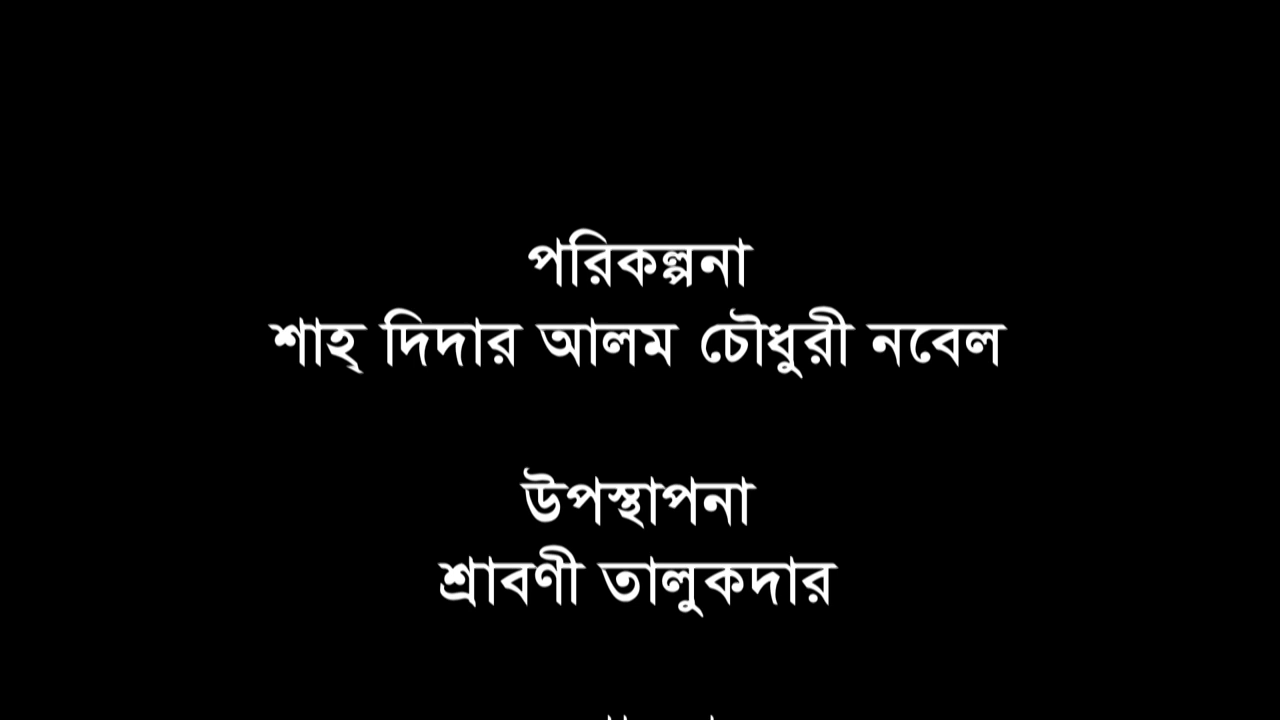 পরিকল্পনা
শাহ্ দিদার আলম চৌধুরী নবেল
উপস্থাপনা
শ্রাবণী তালুকদার